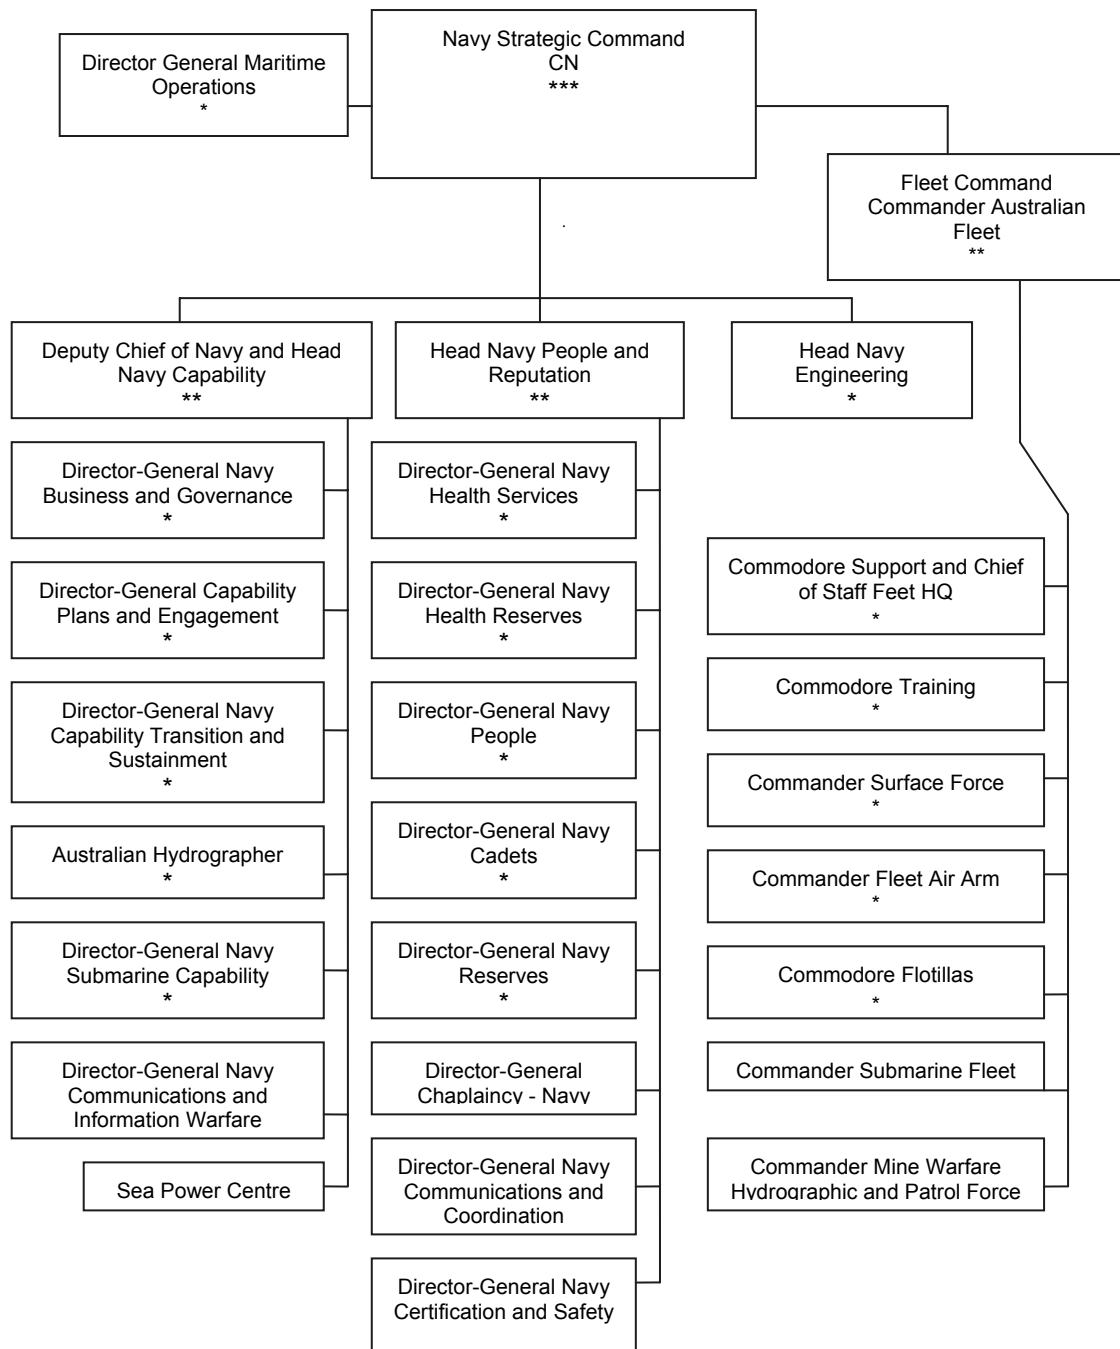 Navy Strategic Command
CN
***
Director General Maritime
Operations
*
Fleet Command
Commander Australian
Fleet
**
Deputy Chief of Navy and Head
Navy Capability
**
Director-General Navy
Business and Governance
*
Director-General Capability
Plans and Engagement
*
Director-General Navy
Capability Transition and
Sustainment
*
Australian Hydrographer
*
Director-General Navy
Submarine Capability
*
Director-General Navy
Communications and
Information Warfare
Sea Power Centre
Head Navy People and
Reputation
**
Director-General Navy
Health Services
*
Director-General Navy
Health Reserves
*
Director-General Navy
People
*
Director-General Navy
Cadets
*
Director-General Navy
Reserves
*
Director-General
Chaplaincy - Navy
Director-General Navy
Communications and
Coordination
Director-General Navy
Certification and Safety
Head Navy
Engineering
*
Commodore Support and Chief
of Staff Feet HQ
*
Commodore Training
*
Commander Surface Force
*
Commander Fleet Air Arm
*
Commodore Flotillas
*
Commander Submarine Fleet
Commander Mine Warfare
Hydrographic and Patrol Force